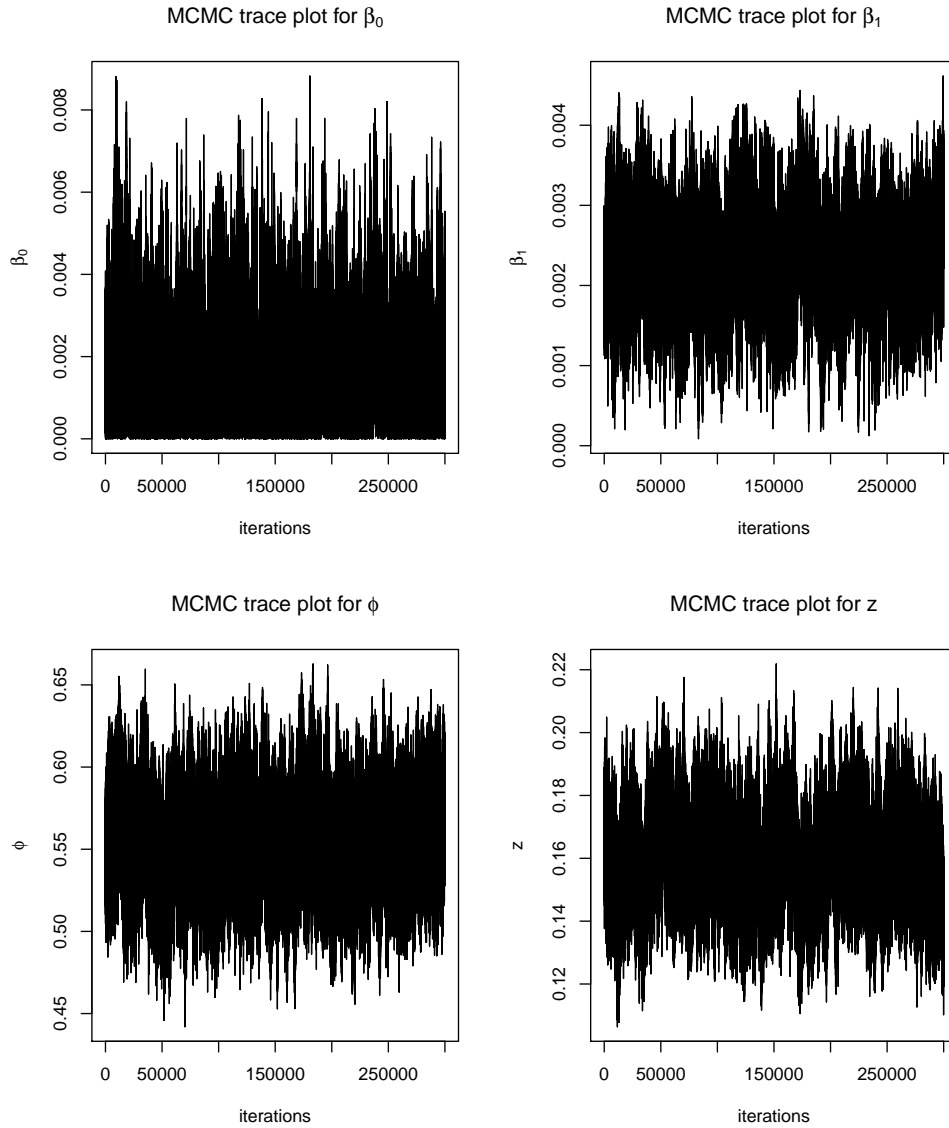 MCMC trace plot for β0
MCMC trace plot for β1
β0
0.000 0.002 0.004 0.006 0.008
0 50000 150000 250000
iterations
β1
0.000 0.001 0.002 0.003 0.004
0 50000 150000 250000
iterations
MCMC trace plot for ϕ
MCMC trace plot for z
ϕ
0.45 0.50 0.55 0.60 0.65
0 50000 150000 250000
iterations
z
0.12 0.14 0.16 0.18 0.20 0.22
0 50000 150000 250000
iterations